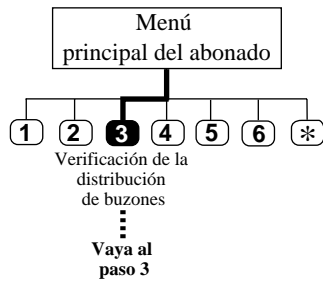 Menú
principal del abonado
1 2 3 4 5 6 *
Verificación de la
distribución
de buzones
Vaya al
paso 3